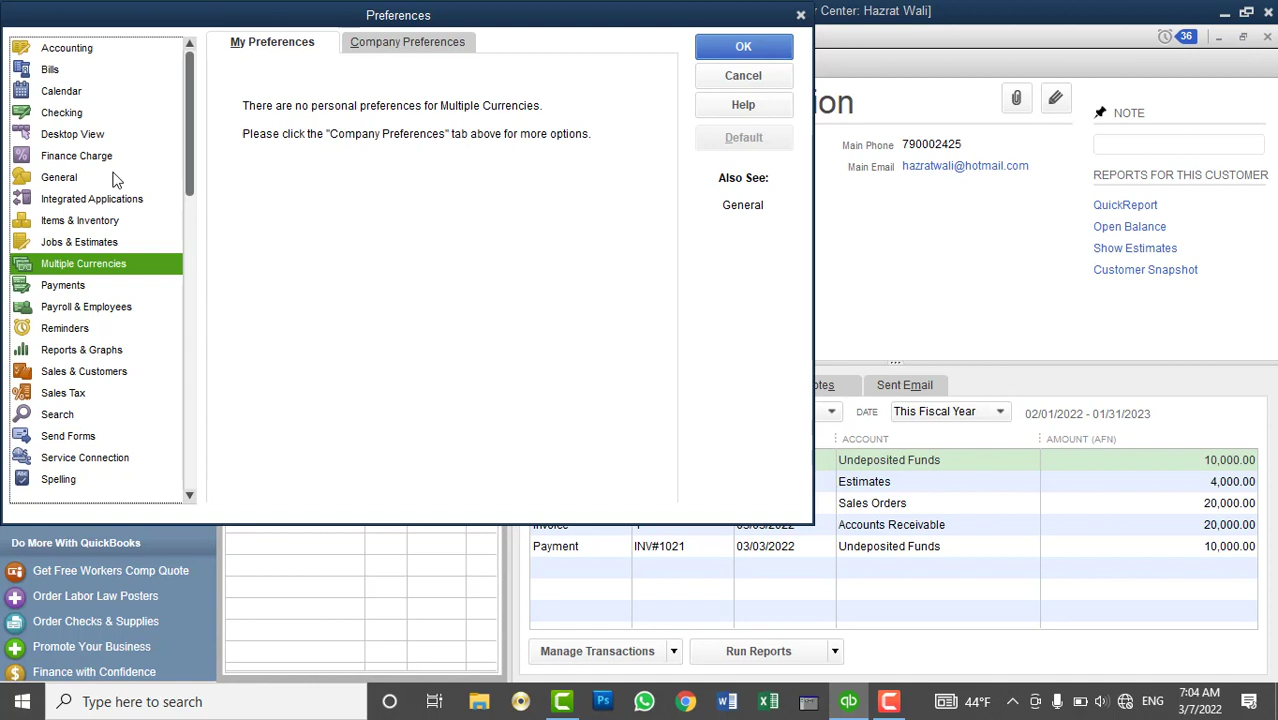 Preferences
y Center: Hazrat Wali]
Accounting
Bills
Calendar
Checking
Desktop View
Finance Charge
General
Integrated Applications
Items & Inventory
Jobs & Estimates
Multiple Currencies
Payments
Payroll & Employees
Reminders
Reports & Graphs
Sales & Customers
Sales Tax
Search
Send Forms
Service Connection
Spelling
My Preferences
Company Preferences
There are no personal preferences for Multiple Currencies.
Please click the "Company Preferences" tab above for more options.
OK
Cancel
Help
Default
Also See:
General
36
ion
Main Phone 790002425
Main Email hazratwali@hotmail.com
NOTE
REPORTS FOR THIS CUSTOMER
QuickReport
Open Balance
Show Estimates
Customer Snapshot
otes Sent Email
DATE This Fiscal Year 02/01/2022 - 01/31/2023
ACCOUNT AMOUNT (AFN)
Undeposited Funds 10,000.00
Estimates 4,000.00
Sales Orders 20,000.00
Accounts Receivable 20,000.00
Payment INV#1021 03/03/2022 Undeposited Funds 10,000.00
Manage Transactions Run Reports
Do More With QuickBooks
Get Free Workers Comp Quote
Order Labor Law Posters
Order Checks & Supplies
Promote Your Business
Finance with Confidence
Type here to search
44°F
ENG
7:04 AM
3/7/2022